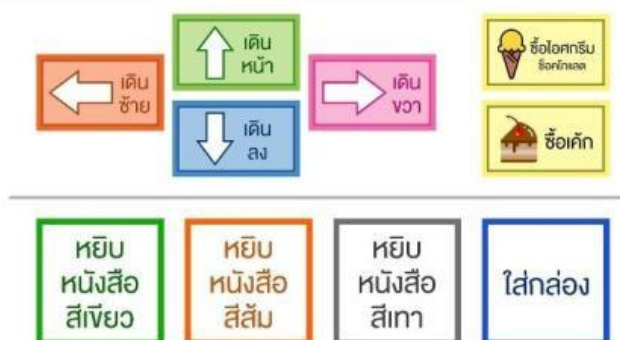 เดิน
หน้า
เดิน
ซ้าย
เดิน
ขวา
เดิน
ลง
ซื้อไอศกรีม
ช็อคโกแลต
ซื้อเค้ก
หยิบ
หนังสือ
สีเขียว
หยิบ
หนังสือ
สีส้ม
หยิบ
หนังสือ
สีเทา
ใส่กล่อง